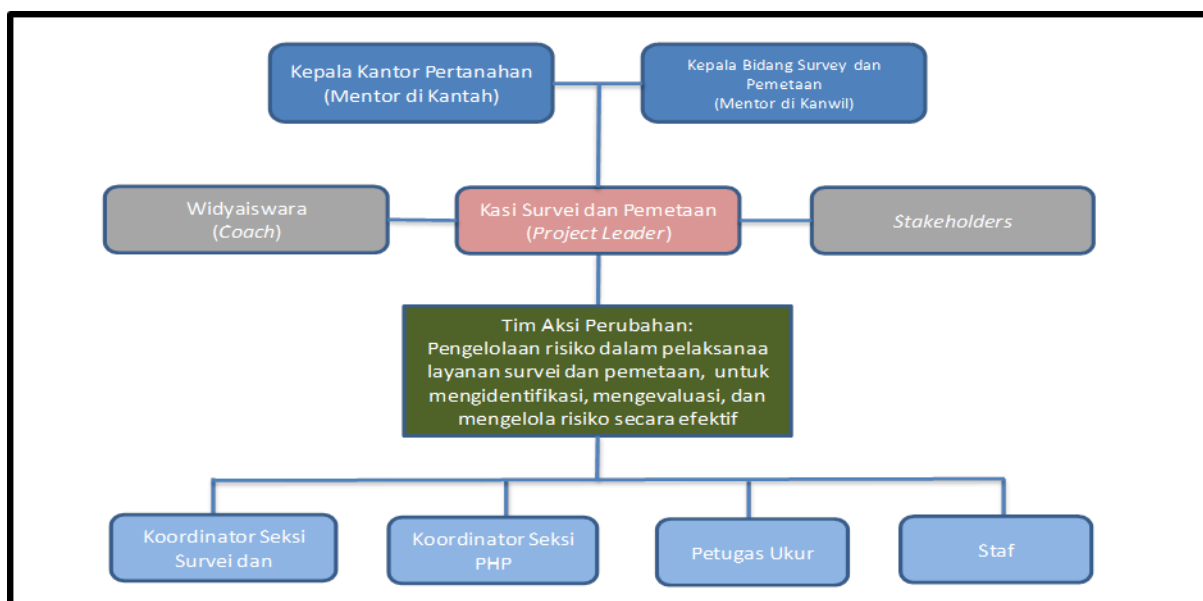 Kepala Kantor Pertanahan
(Mentor di Kantah)
Kepala Bidang Survey dan
Pemetaan
(Mentor di Kanwil)
Widyaiswara
(Coach)
Kasi Survei dan Pemetaan
(Project Leader)
Stakeholders
Tim Aksi Perubahan:
Pengelolaan risiko dalam pelaksanaa
layanan survei dan pemetaan, untuk
mengidentifikasi, mengevaluasi, dan
mengelola risiko secara efektif
Koordinator Seksi
Survei dan
Koordinator Seksi
PHP
Petugas Ukur
Staf